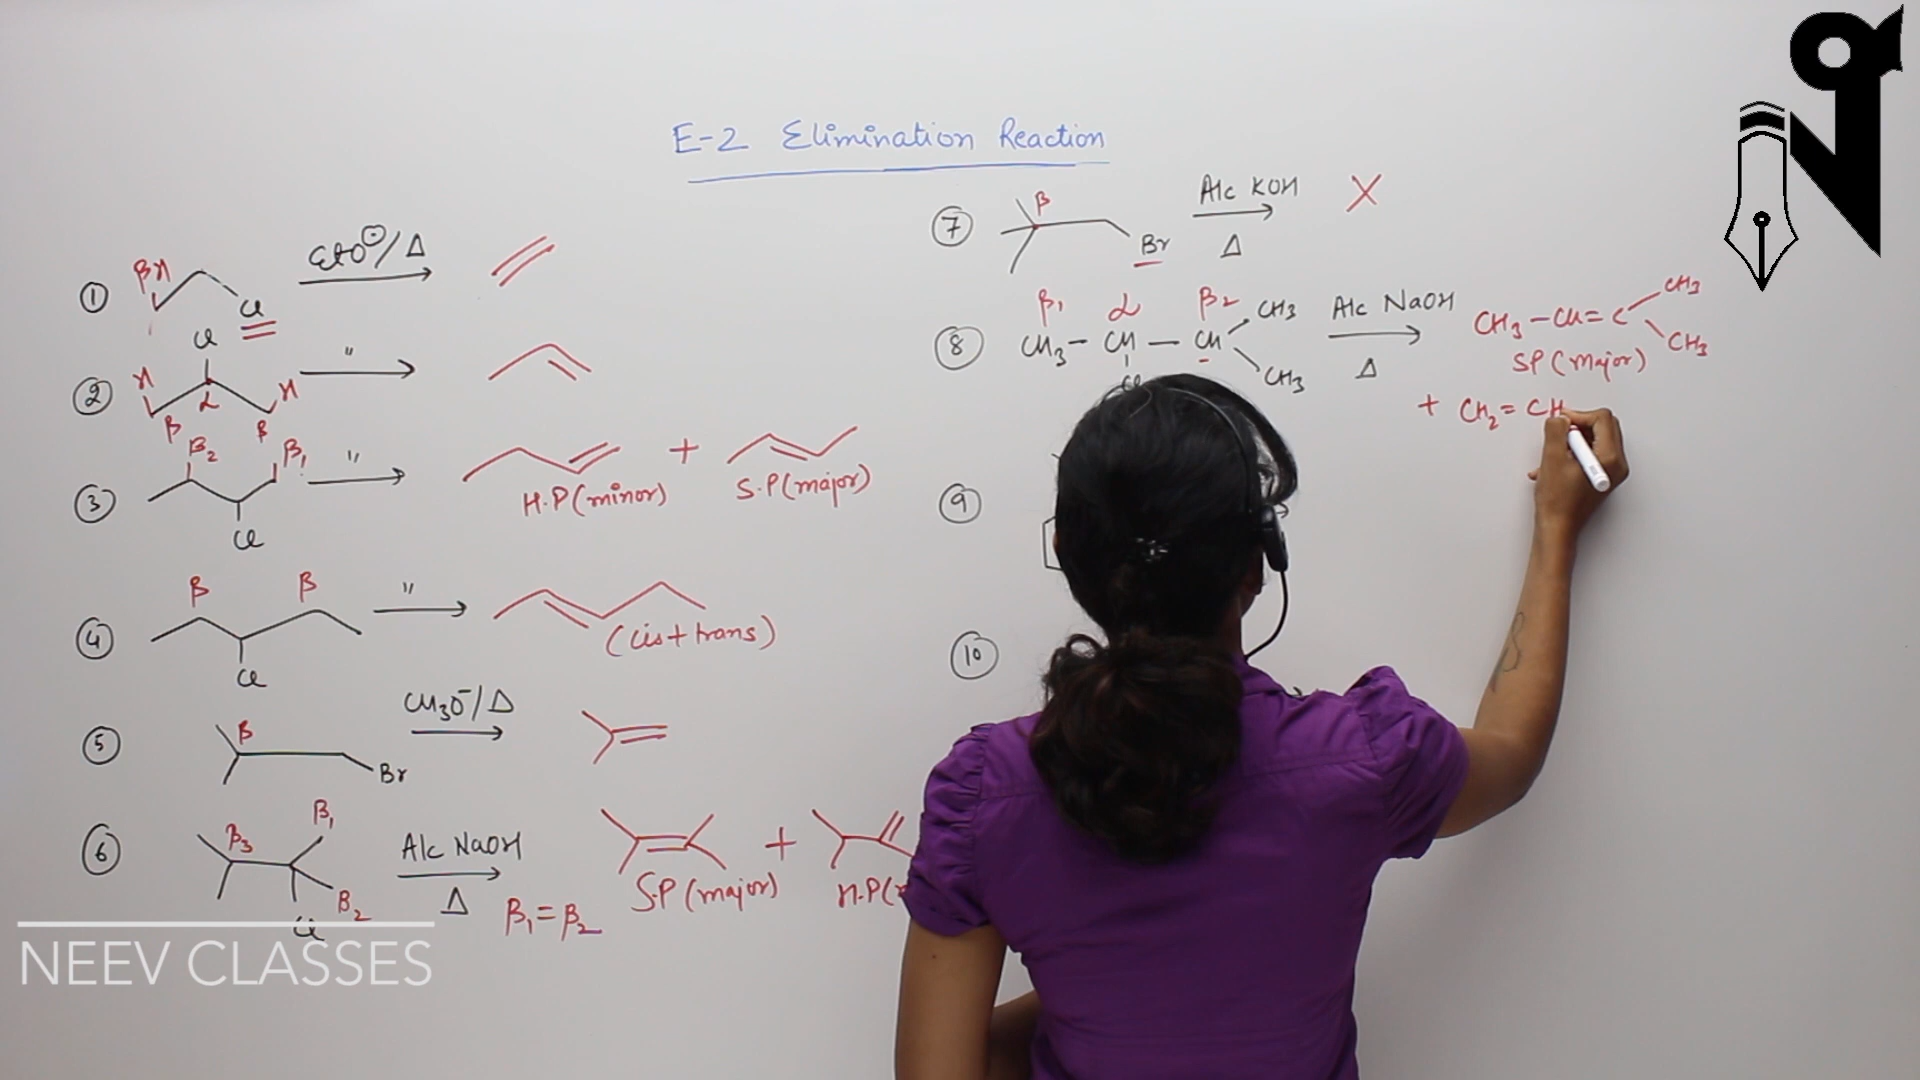 E-2 Elimination Reaction
① βH Cl EtO⊖/Δ
② Cl H α H β β "
③ β₂ β₁ Cl " H.P (minor) + S.P (major)
④ β β Cl " (cis + trans)
⑤ β Br CH₃O⁻/Δ
⑥ β₃ β₁ β₂ Cl Alc NaOH Δ β₁ = β₂ S.P (major) + H.P (
⑦ β Br Alc KOH Δ X
⑧ β₁ α β₂
CH₃ - CH - CH CH₃ CH₃ Cl Alc NaOH Δ CH₃ - CH = C CH₃ CH₃
SP (major)
+ CH₂ = CH
⑨
⑩
NEEV CLASSES